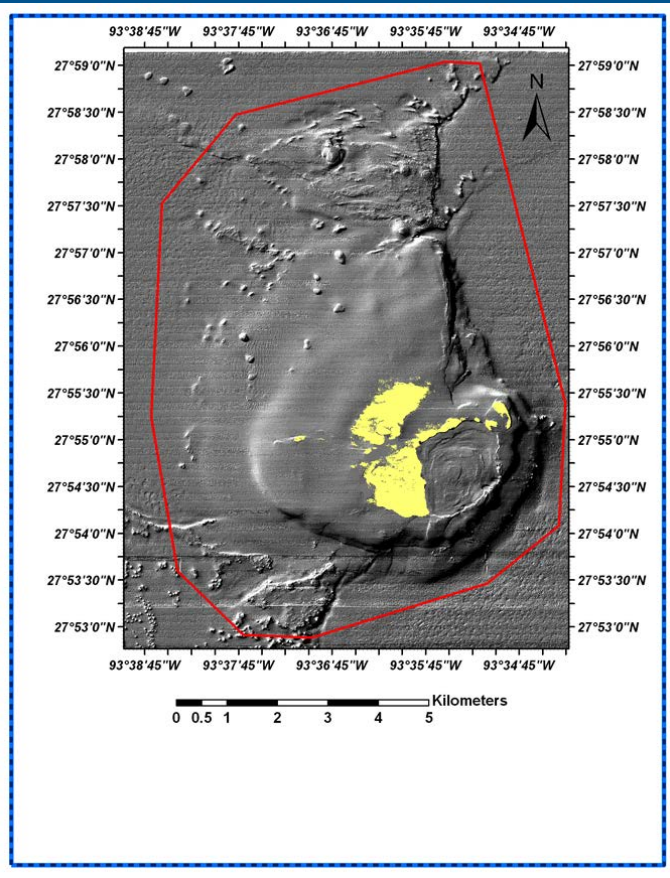 93°38'45"W 93°37'45"W 93°36'45"W 93°35'45"W 93°34'45"W
27°59'0"N 27°59'0"N
N
27°58'30"N 27°58'30"N
27°58'0"N 27°58'0"N
27°57'30"N 27°57'30"N
27°57'0"N 27°57'0"N
27°56'30"N 27°56'30"N
27°56'0"N 27°56'0"N
27°55'30"N 27°55'30"N
27°55'0"N 27°55'0"N
27°54'30"N 27°54'30"N
27°54'0"N 27°54'0"N
27°53'30"N 27°53'30"N
27°53'0"N 27°53'0"N
93°38'45"W 93°37'45"W 93°36'45"W 93°35'45"W 93°34'45"W
Kilometers
0 0.5 1 2 3 4 5